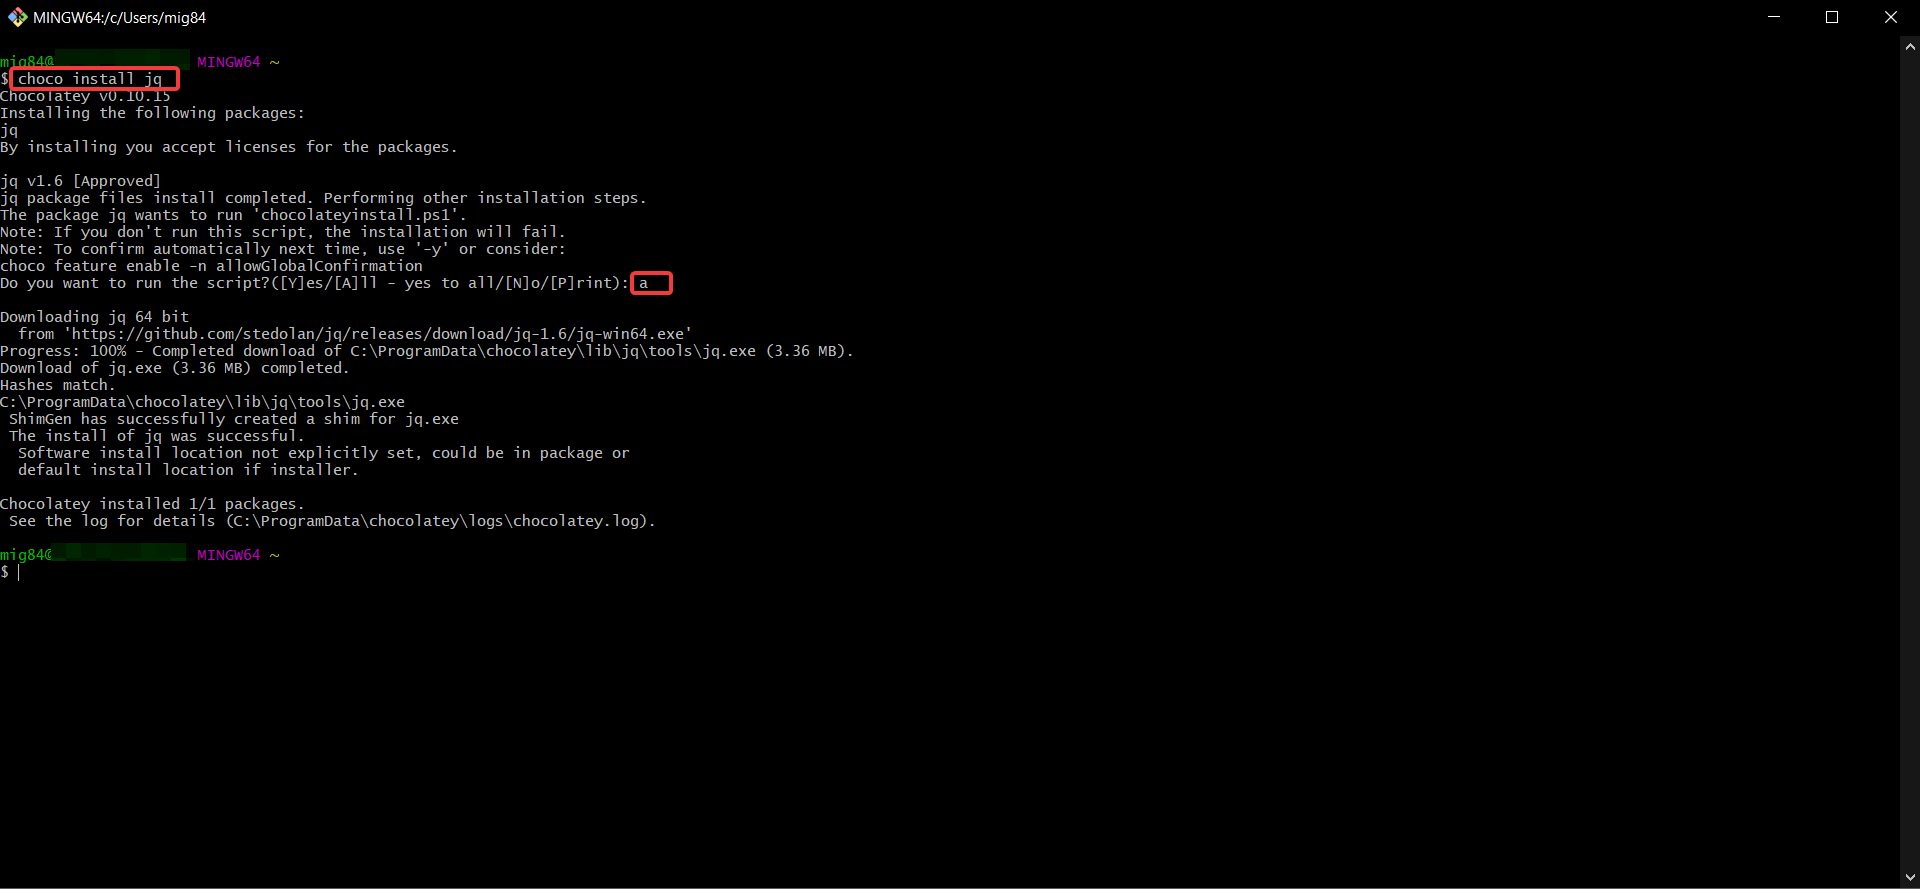 MINGW64:/c/Users/mig84
mig84@ MINGW64 ~
$ choco install jq
Chocolatey v0.10.15
Installing the following packages:
jq
By installing you accept licenses for the packages.
jq v1.6 [Approved]
jq package files install completed. Performing other installation steps.
The package jq wants to run 'chocolateyinstall.ps1'.
Note: If you don't run this script, the installation will fail.
Note: To confirm automatically next time, use '-y' or consider:
choco feature enable -n allowGlobalConfirmation
Do you want to run the script?([Y]es/[A]ll - yes to all/[N]o/[P]rint): a
Downloading jq 64 bit
from 'https://github.com/stedolan/jq/releases/download/jq-1.6/jq-win64.exe'
Progress: 100% - Completed download of C:\ProgramData\chocolatey\lib\jq\tools\jq.exe (3.36 MB).
Download of jq.exe (3.36 MB) completed.
Hashes match.
C:\ProgramData\chocolatey\lib\jq\tools\jq.exe
ShimGen has successfully created a shim for jq.exe
The install of jq was successful.
Software install location not explicitly set, could be in package or
default install location if installer.
Chocolatey installed 1/1 packages.
See the log for details (C:\ProgramData\chocolatey\logs\chocolatey.log).
mig84@ MINGW64 ~
$